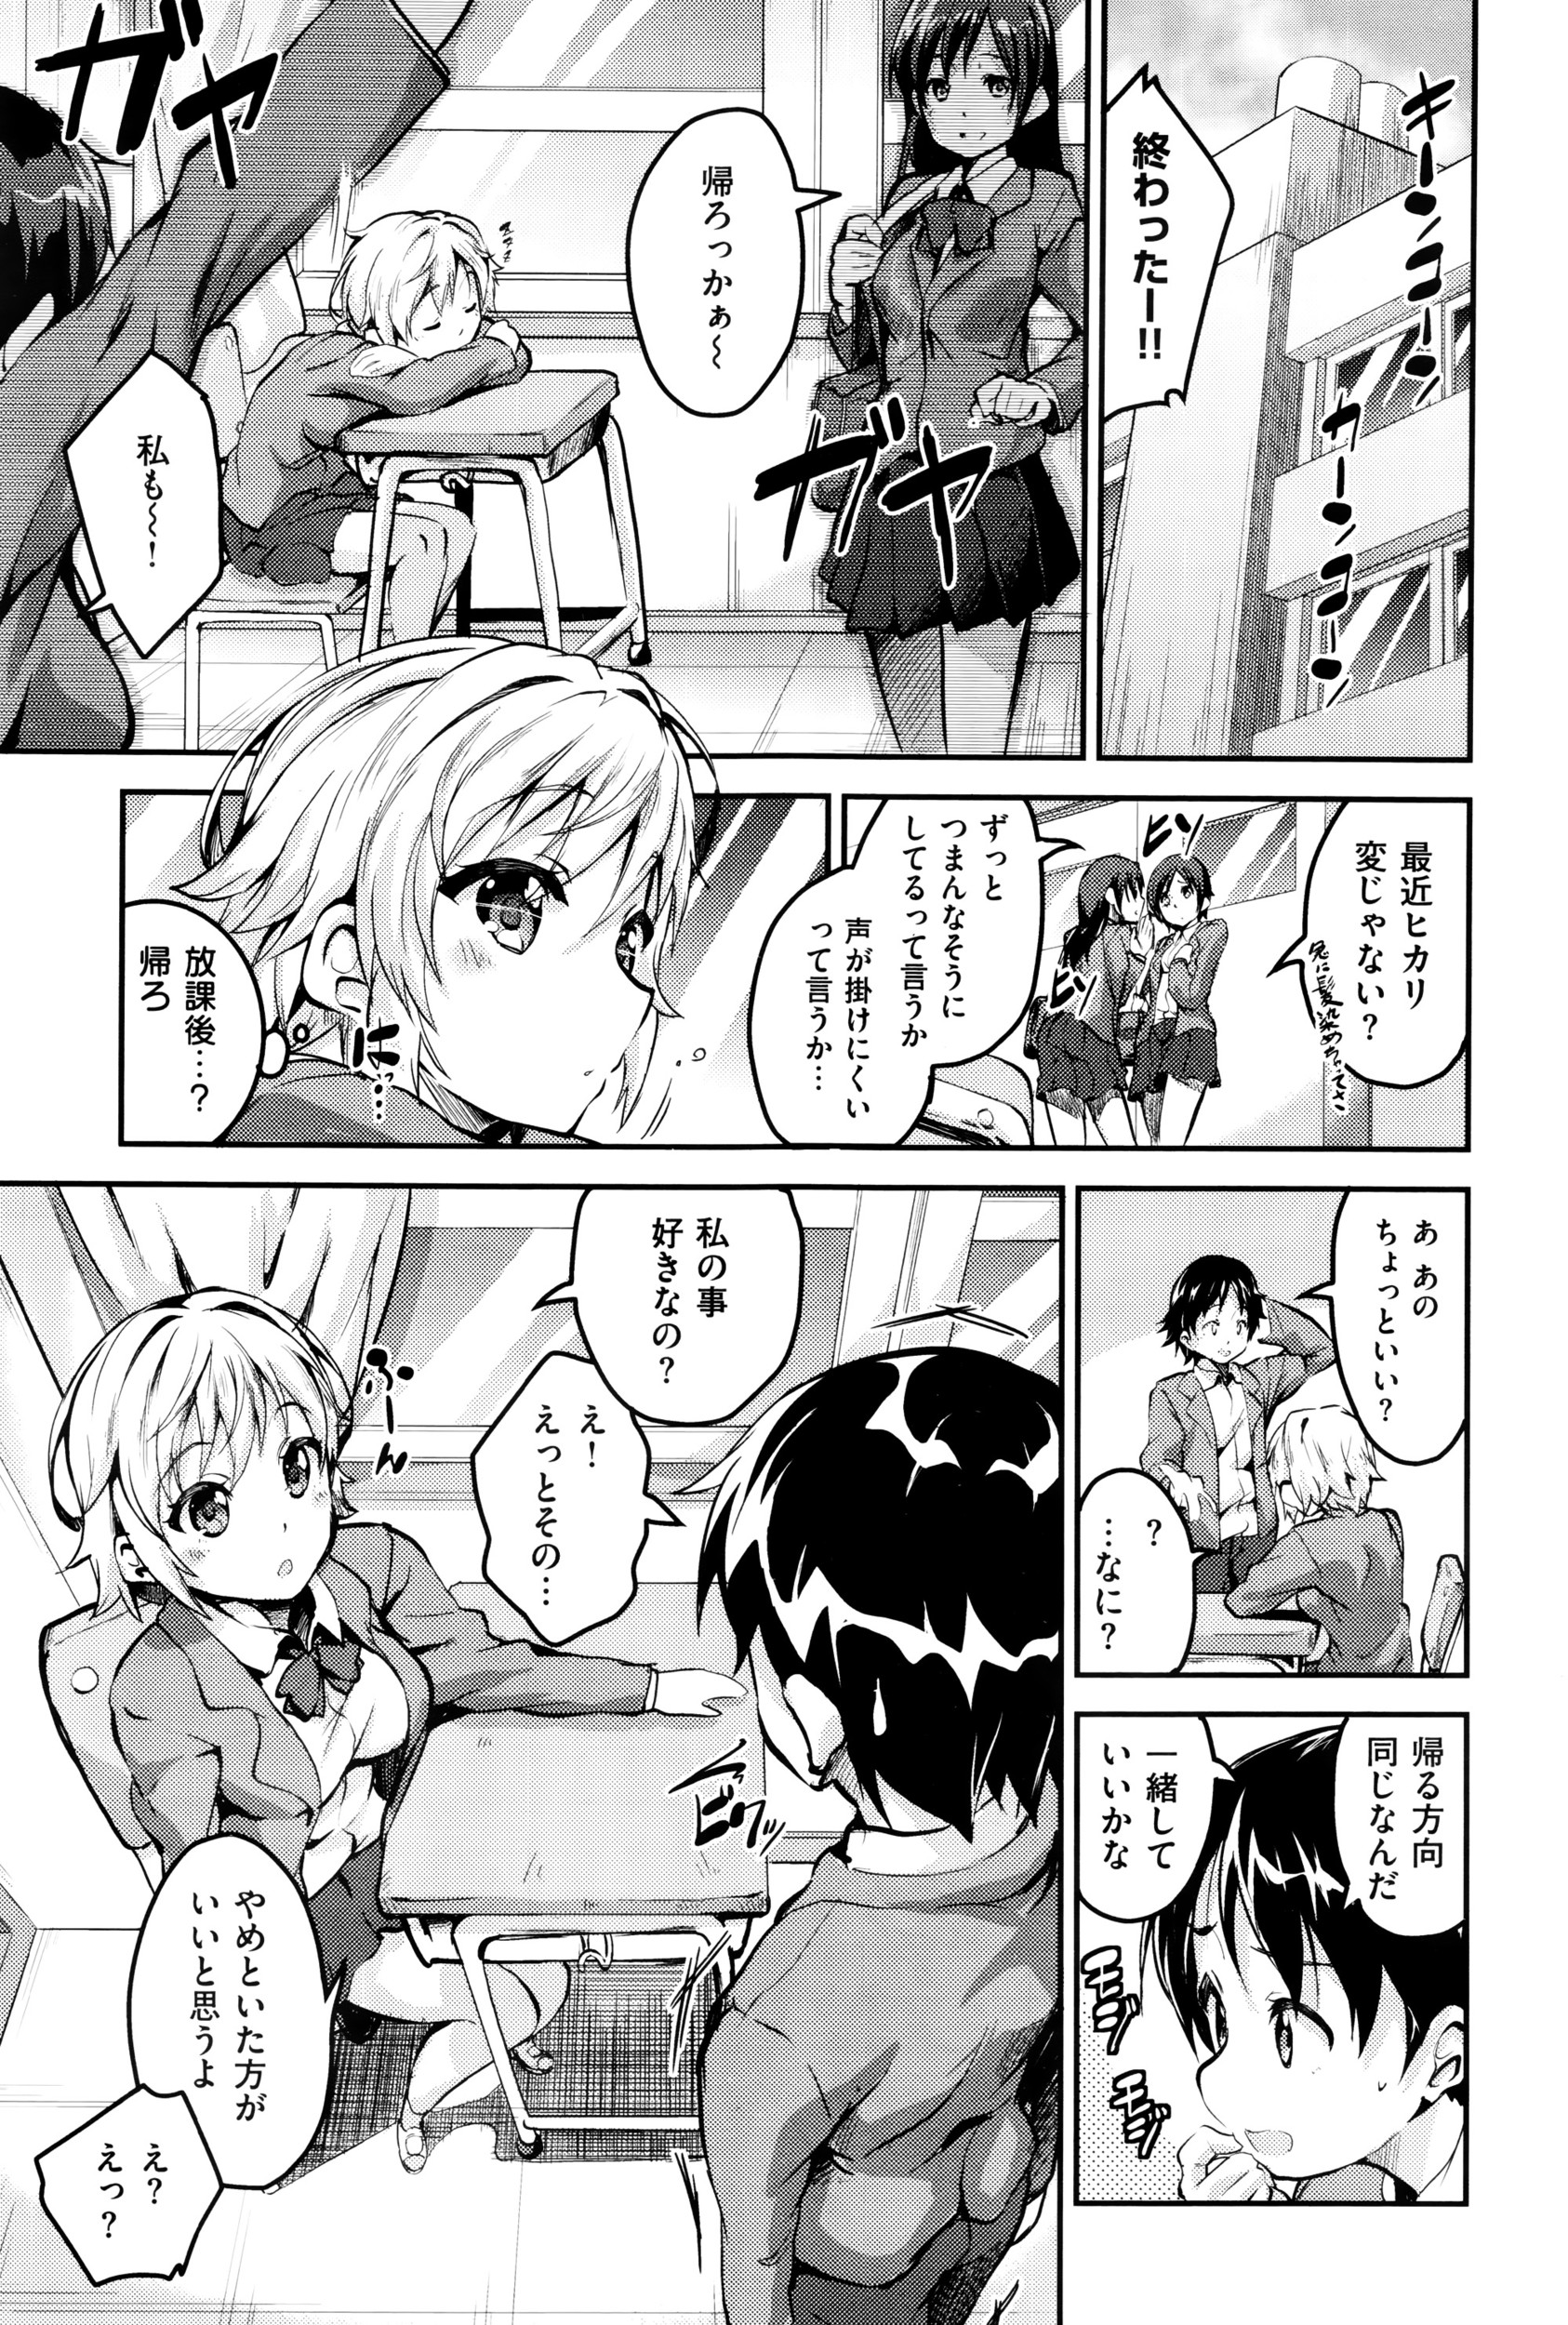 キーンコーン
カーンコーン
終わったー!!
帰ろっかぁ〜
ガヤ
ガヤ
私も〜!
最近ヒカリ
変じゃない?
急に髪染めちゃってさ
ヒソ
ヒソ
ずっと
つまんなそうに
してるって言うか
声が掛けにくい
って言うか…
放課後…?
帰ろ
あ あの
ちょっといい?
?
…なに?
帰る方向
同じなんだ
一緒して
いいかな
モジ
モジ
私の事
好きなの?
え!
えっとその…
ふーん
ビクッ
やめといた方が
いいと思うよ
え?
えっ?